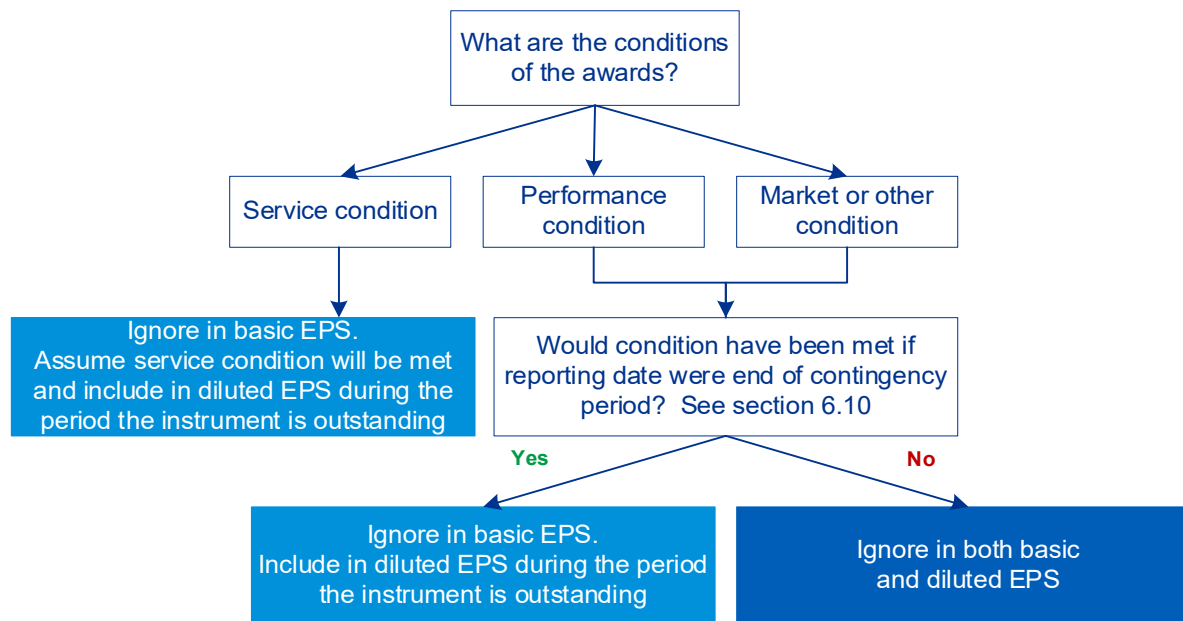 What are the conditions
of the awards?
Service condition
Performance
condition
Market or other
condition
Ignore in basic EPS.
Assume service condition will be met
and include in diluted EPS during the
period the instrument is outstanding
Would condition have been met if
reporting date were end of contingency
period?  See section 6.10
Yes
No
Ignore in basic EPS.
Include in diluted EPS during the period
the instrument is outstanding
Ignore in both basic
and diluted EPS